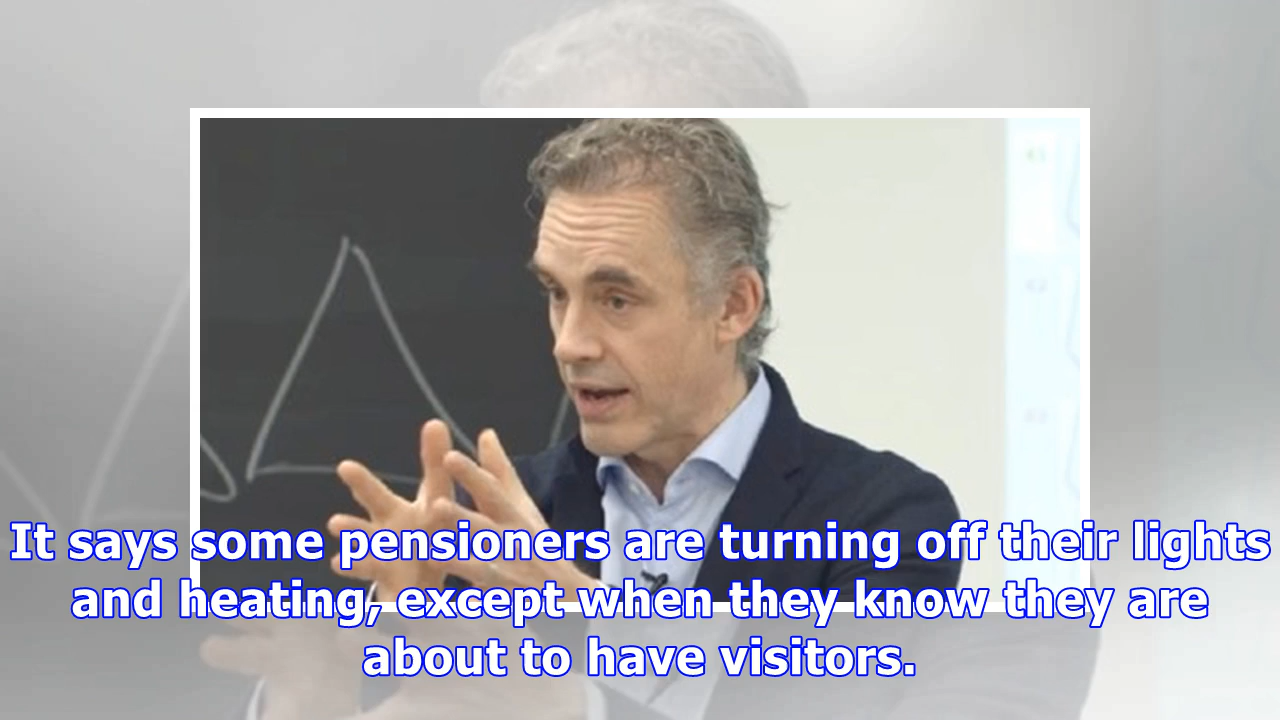 It says some pensioners are turning off their lights
and heating, except when they know they are
about to have visitors.